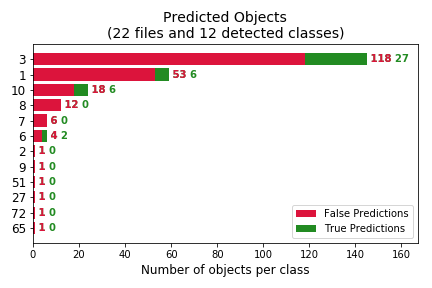 Predicted Objects
(22 files and 12 detected classes)
3 118 27
1 53 6
10 18 6
8 12 0
7 6 0
6 4 2
2 1 0
9 1 0
51 1 0
27 1 0
72 1 0
65 1 0
False Predictions
True Predictions
0 20 40 60 80 100 120 140 160
Number of objects per class